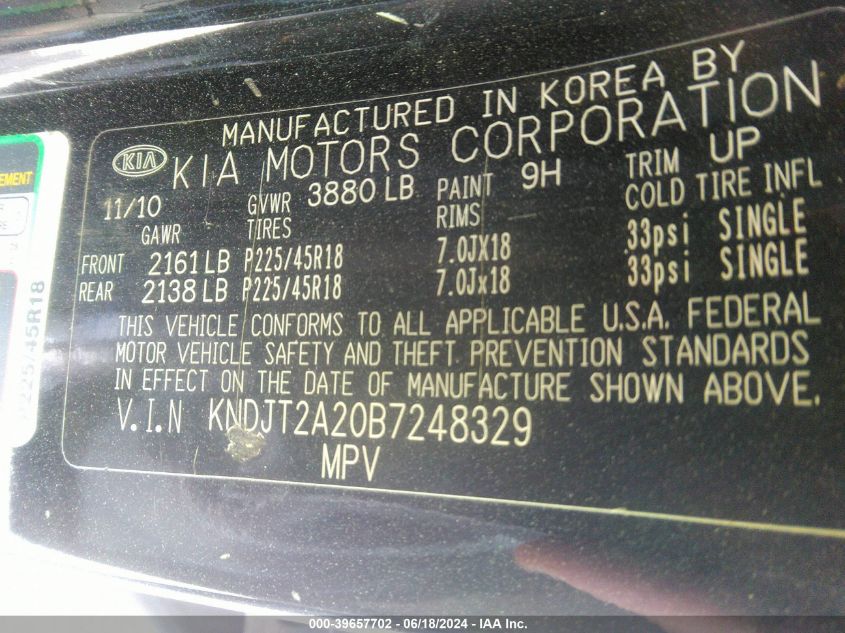 MANUFACTURED IN KOREA BY
KIA KIA MOTORS CORPORATION
11/10 GVWR 3880 LB PAINT 9H TRIM UP
GAWR TIRES RIMS COLD TIRE INFL
FRONT 2161 LB P225/45R18 7.0JX18 33psi SINGLE
REAR 2138 LB P225/45R18 7.0Jx18 33psi SINGLE
THIS VEHICLE CONFORMS TO ALL APPLICABLE U.S.A. FEDERAL
MOTOR VEHICLE SAFETY AND THEFT PREVENTION STANDARDS
IN EFFECT ON THE DATE OF MANUFACTURE SHOWN ABOVE.
V.I.N KNDJT2A20B7248329
MPV
P225/45R18
000-39657702 - 06/18/2024 - IAA Inc.